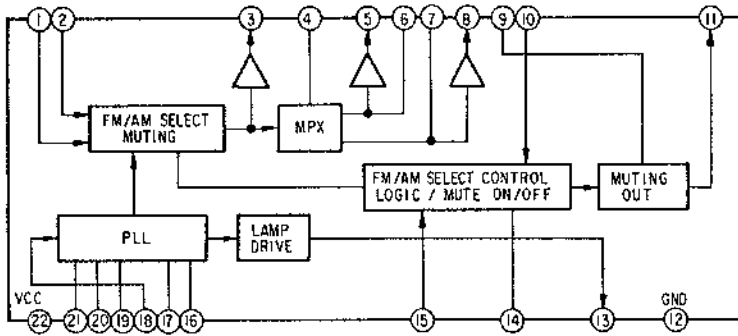 1 2 3 4 5 6 7 8 9 10 11
FM/AM SELECT
MUTING
MPX
FM/AM SELECT CONTROL
LOGIC / MUTE ON/OFF
MUTING
OUT
PLL
LAMP
DRIVE
VCC
GND
22 21 20 19 18 17 16 15 14 13 12